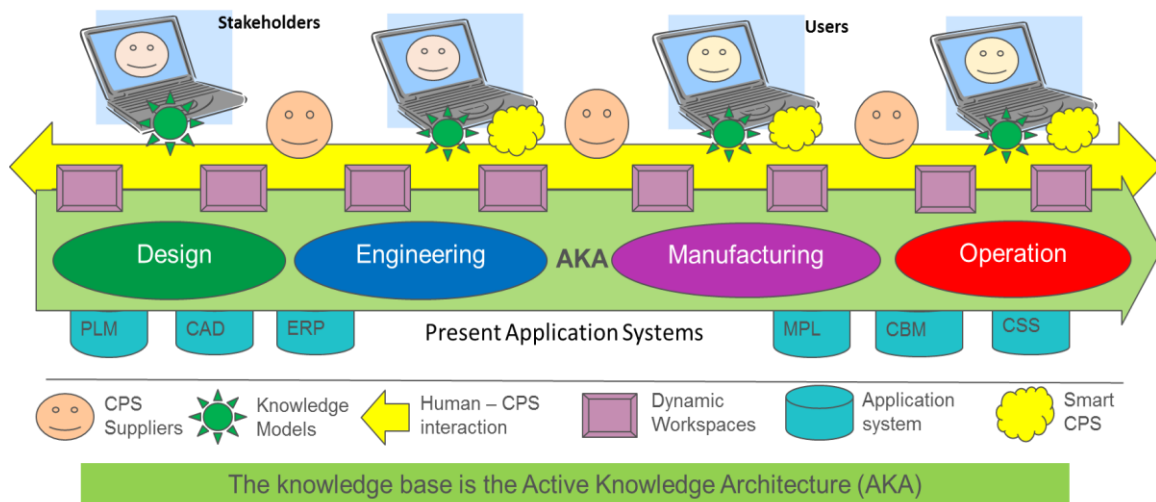 Stakeholders
Users
Design
Engineering
AKA
Manufacturing
Operation
PLM
CAD
ERP
Present Application Systems
MPL
CBM
CSS
CPS
Suppliers
Knowledge
Models
Human – CPS
interaction
Dynamic
Workspaces
Application
system
Smart
CPS
The knowledge base is the Active Knowledge Architecture (AKA)